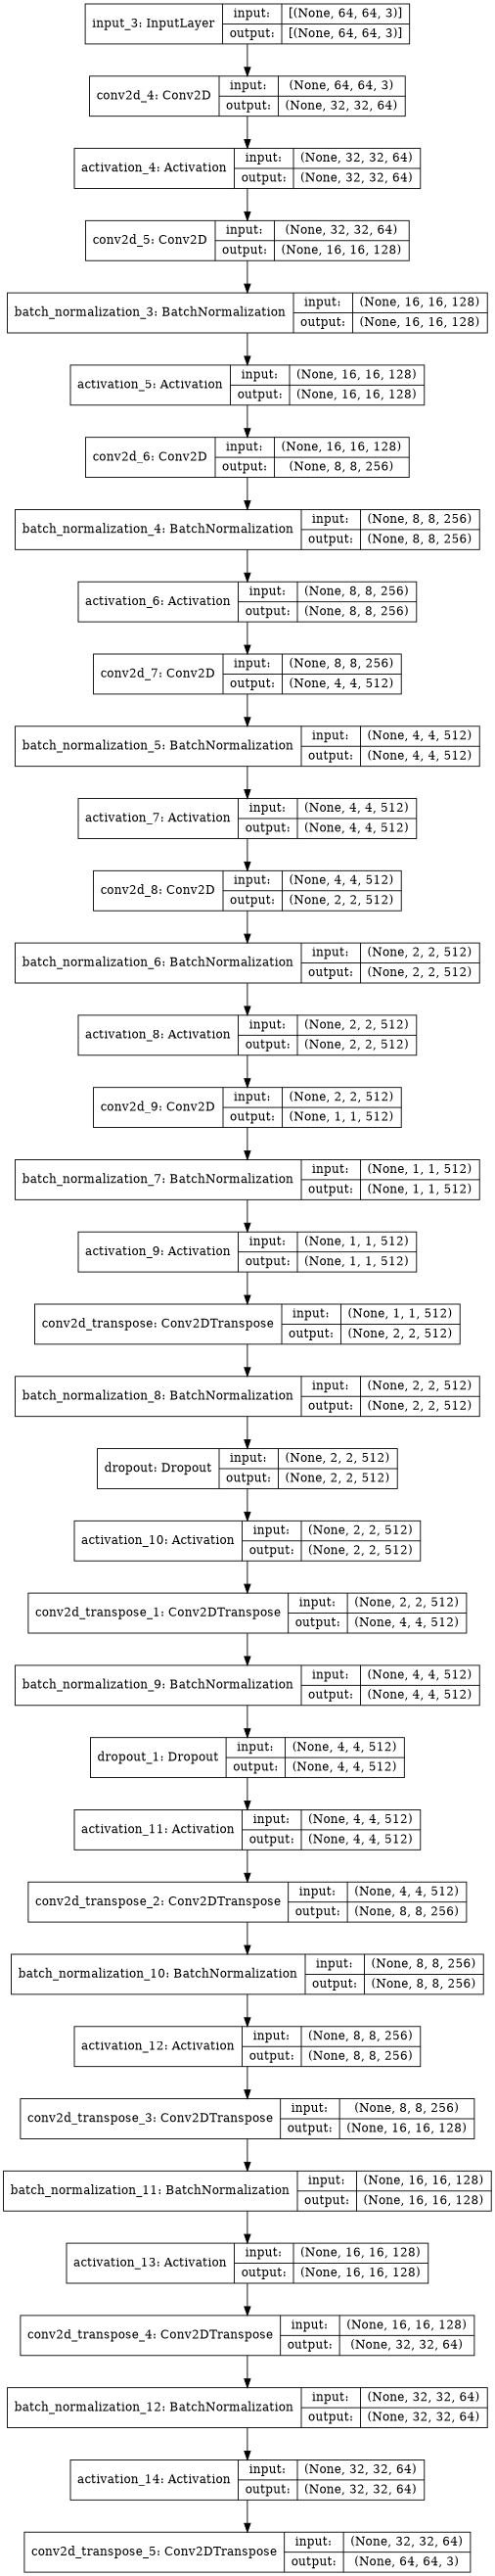 input_3: InputLayer
input: [(None, 64, 64, 3)]
output: [(None, 64, 64, 3)]
conv2d_4: Conv2D
input: (None, 64, 64, 3)
output: (None, 32, 32, 64)
activation_4: Activation
input: (None, 32, 32, 64)
output: (None, 32, 32, 64)
conv2d_5: Conv2D
input: (None, 32, 32, 64)
output: (None, 16, 16, 128)
batch_normalization_3: BatchNormalization
input: (None, 16, 16, 128)
output: (None, 16, 16, 128)
activation_5: Activation
input: (None, 16, 16, 128)
output: (None, 16, 16, 128)
conv2d_6: Conv2D
input: (None, 16, 16, 128)
output: (None, 8, 8, 256)
batch_normalization_4: BatchNormalization
input: (None, 8, 8, 256)
output: (None, 8, 8, 256)
activation_6: Activation
input: (None, 8, 8, 256)
output: (None, 8, 8, 256)
conv2d_7: Conv2D
input: (None, 8, 8, 256)
output: (None, 4, 4, 512)
batch_normalization_5: BatchNormalization
input: (None, 4, 4, 512)
output: (None, 4, 4, 512)
activation_7: Activation
input: (None, 4, 4, 512)
output: (None, 4, 4, 512)
conv2d_8: Conv2D
input: (None, 4, 4, 512)
output: (None, 2, 2, 512)
batch_normalization_6: BatchNormalization
input: (None, 2, 2, 512)
output: (None, 2, 2, 512)
activation_8: Activation
input: (None, 2, 2, 512)
output: (None, 2, 2, 512)
conv2d_9: Conv2D
input: (None, 2, 2, 512)
output: (None, 1, 1, 512)
batch_normalization_7: BatchNormalization
input: (None, 1, 1, 512)
output: (None, 1, 1, 512)
activation_9: Activation
input: (None, 1, 1, 512)
output: (None, 1, 1, 512)
conv2d_transpose: Conv2DTranspose
input: (None, 1, 1, 512)
output: (None, 2, 2, 512)
batch_normalization_8: BatchNormalization
input: (None, 2, 2, 512)
output: (None, 2, 2, 512)
dropout: Dropout
input: (None, 2, 2, 512)
output: (None, 2, 2, 512)
activation_10: Activation
input: (None, 2, 2, 512)
output: (None, 2, 2, 512)
conv2d_transpose_1: Conv2DTranspose
input: (None, 2, 2, 512)
output: (None, 4, 4, 512)
batch_normalization_9: BatchNormalization
input: (None, 4, 4, 512)
output: (None, 4, 4, 512)
dropout_1: Dropout
input: (None, 4, 4, 512)
output: (None, 4, 4, 512)
activation_11: Activation
input: (None, 4, 4, 512)
output: (None, 4, 4, 512)
conv2d_transpose_2: Conv2DTranspose
input: (None, 4, 4, 512)
output: (None, 8, 8, 256)
batch_normalization_10: BatchNormalization
input: (None, 8, 8, 256)
output: (None, 8, 8, 256)
activation_12: Activation
input: (None, 8, 8, 256)
output: (None, 8, 8, 256)
conv2d_transpose_3: Conv2DTranspose
input: (None, 8, 8, 256)
output: (None, 16, 16, 128)
batch_normalization_11: BatchNormalization
input: (None, 16, 16, 128)
output: (None, 16, 16, 128)
activation_13: Activation
input: (None, 16, 16, 128)
output: (None, 16, 16, 128)
conv2d_transpose_4: Conv2DTranspose
input: (None, 16, 16, 128)
output: (None, 32, 32, 64)
batch_normalization_12: BatchNormalization
input: (None, 32, 32, 64)
output: (None, 32, 32, 64)
activation_14: Activation
input: (None, 32, 32, 64)
output: (None, 32, 32, 64)
conv2d_transpose_5: Conv2DTranspose
input: (None, 32, 32, 64)
output: (None, 64, 64, 3)